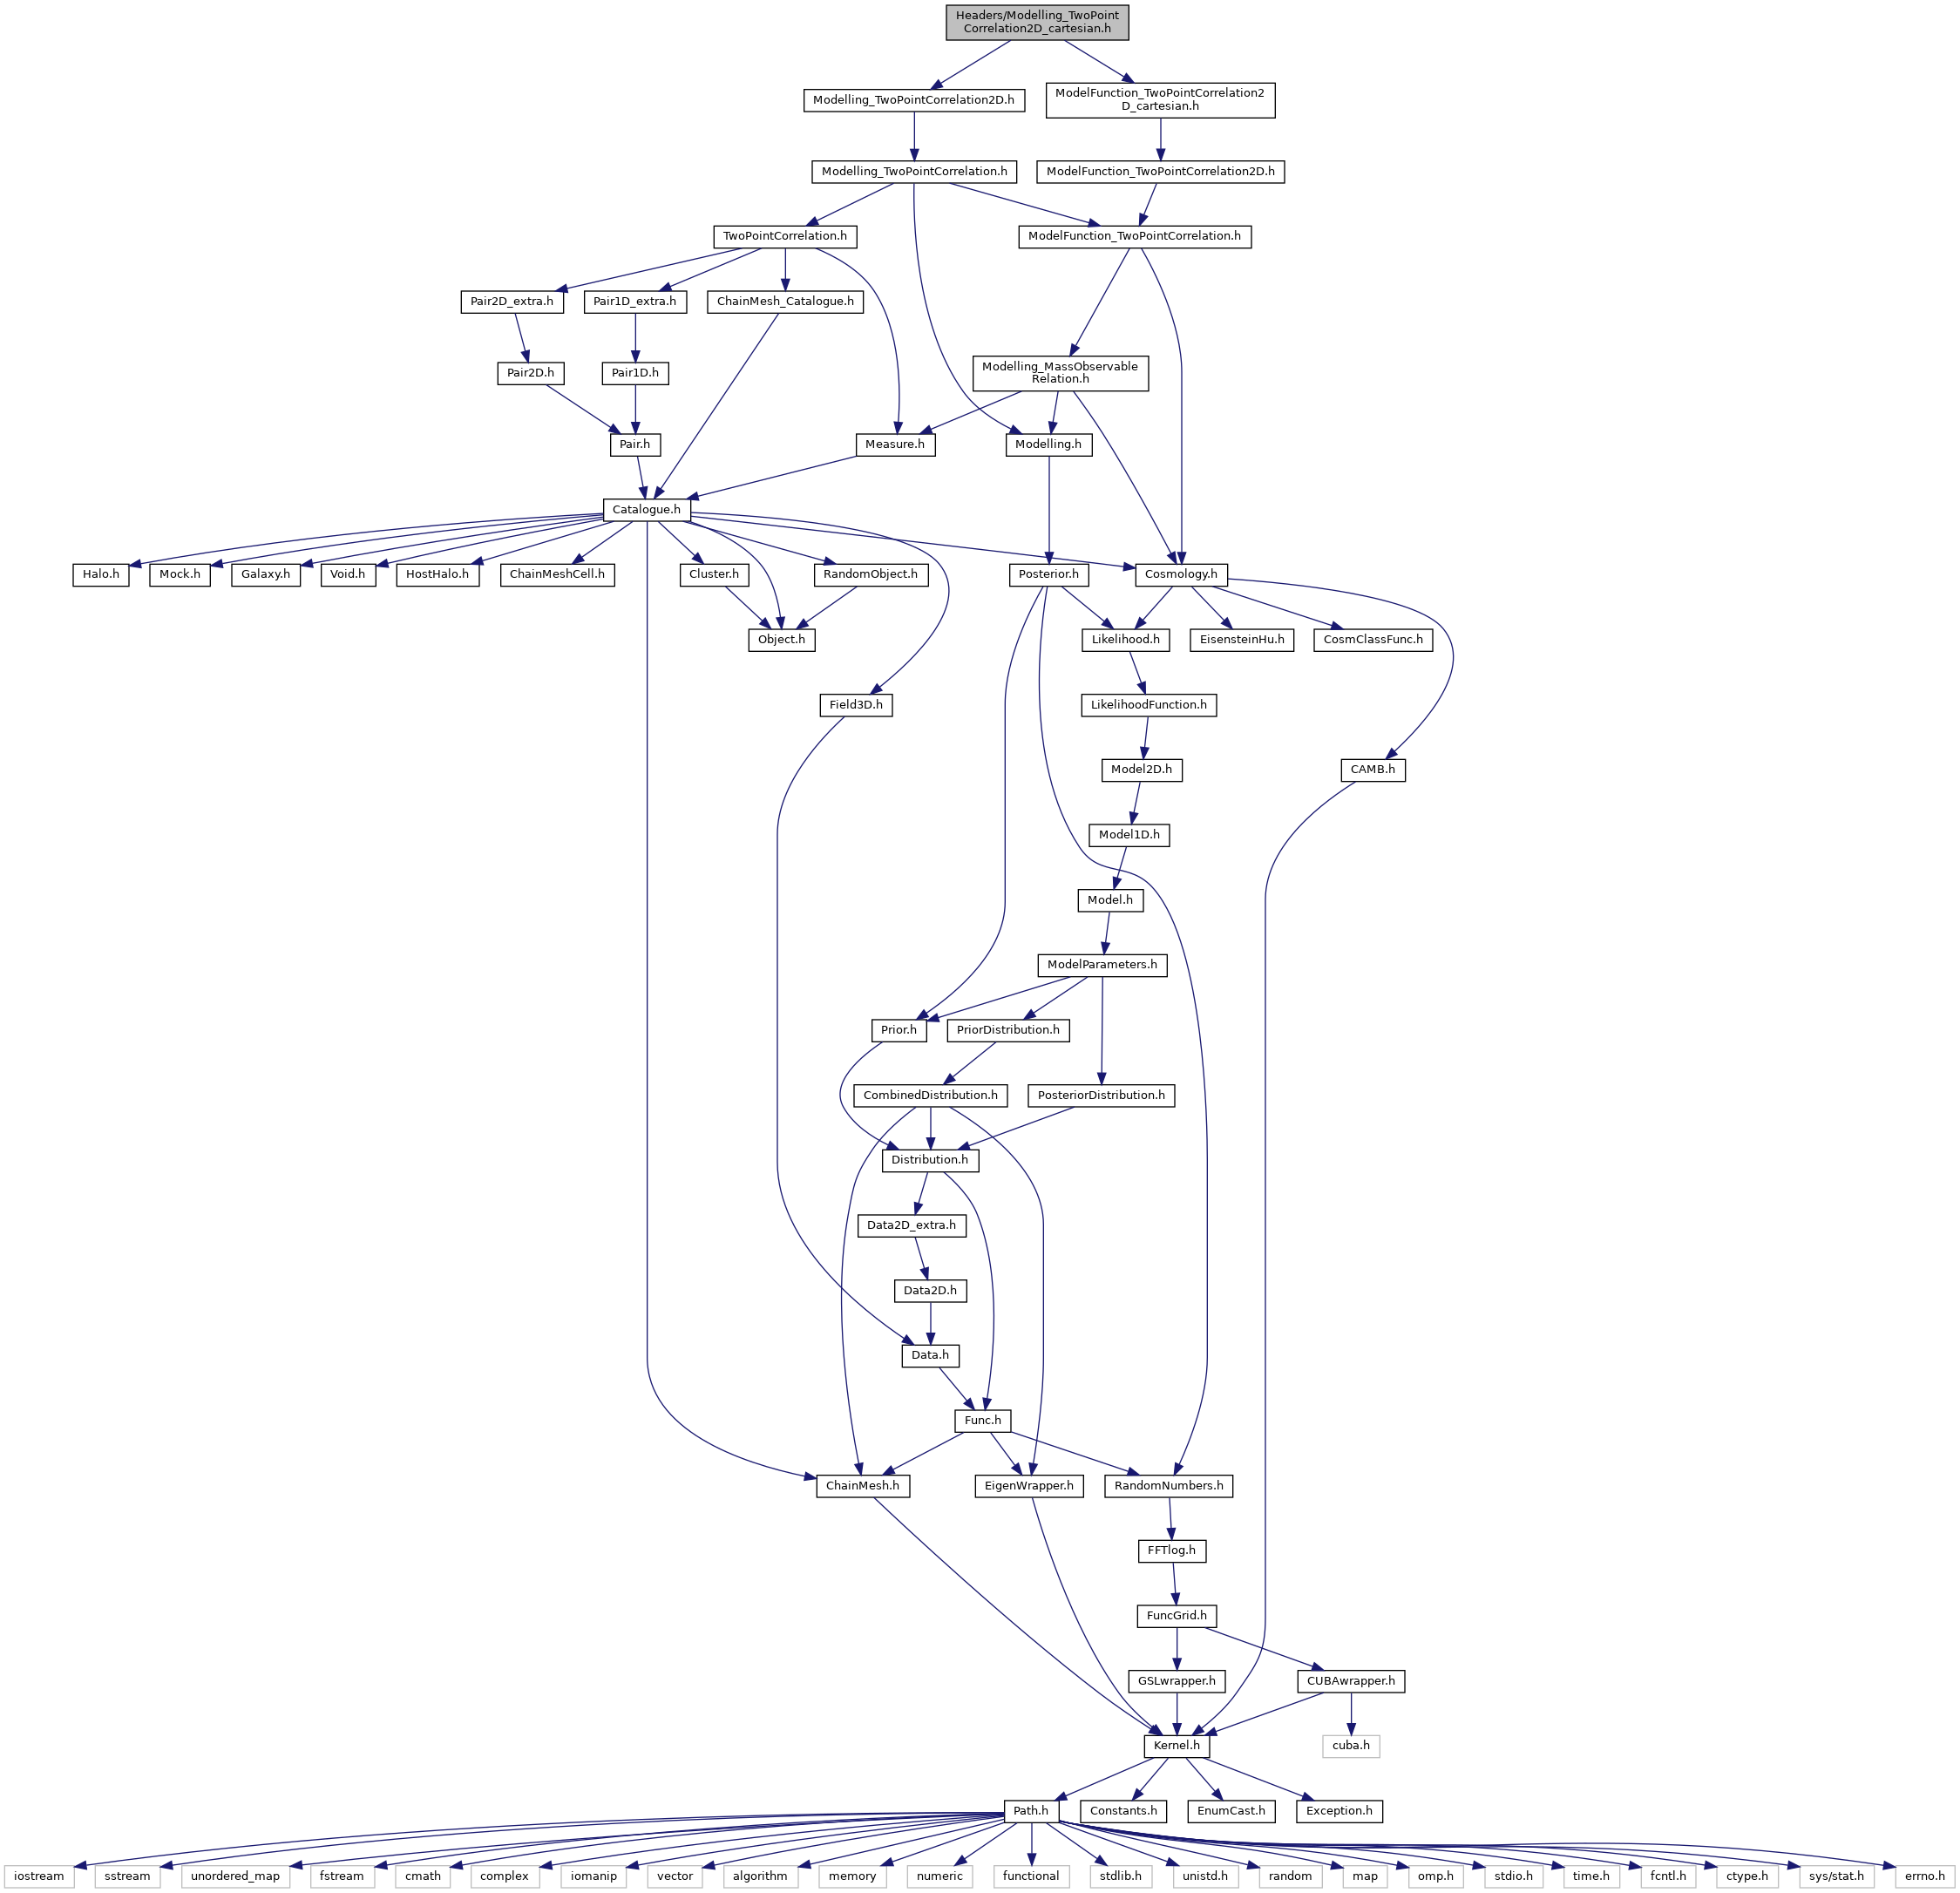 Headers/Modelling_TwoPoint
Correlation2D_cartesian.h
Modelling_TwoPointCorrelation2D.h
ModelFunction_TwoPointCorrelation2
D_cartesian.h
Modelling_TwoPointCorrelation.h
ModelFunction_TwoPointCorrelation2D.h
TwoPointCorrelation.h
ModelFunction_TwoPointCorrelation.h
Pair2D_extra.h
Pair1D_extra.h
ChainMesh_Catalogue.h
Pair2D.h
Pair1D.h
Modelling_MassObservable
Relation.h
Pair.h
Measure.h
Modelling.h
Catalogue.h
Halo.h
Mock.h
Galaxy.h
Void.h
HostHalo.h
ChainMeshCell.h
Cluster.h
RandomObject.h
Posterior.h
Cosmology.h
Object.h
Likelihood.h
EisensteinHu.h
CosmClassFunc.h
Field3D.h
LikelihoodFunction.h
Model2D.h
CAMB.h
Model1D.h
Model.h
ModelParameters.h
Prior.h
PriorDistribution.h
CombinedDistribution.h
PosteriorDistribution.h
Distribution.h
Data2D_extra.h
Data2D.h
Data.h
Func.h
ChainMesh.h
EigenWrapper.h
RandomNumbers.h
FFTlog.h
FuncGrid.h
GSLwrapper.h
CUBAwrapper.h
Kernel.h
cuba.h
Path.h
Constants.h
EnumCast.h
Exception.h
iostream
sstream
unordered_map
fstream
cmath
complex
iomanip
vector
algorithm
memory
numeric
functional
stdlib.h
unistd.h
random
map
omp.h
stdio.h
time.h
fcntl.h
ctype.h
sys/stat.h
errno.h